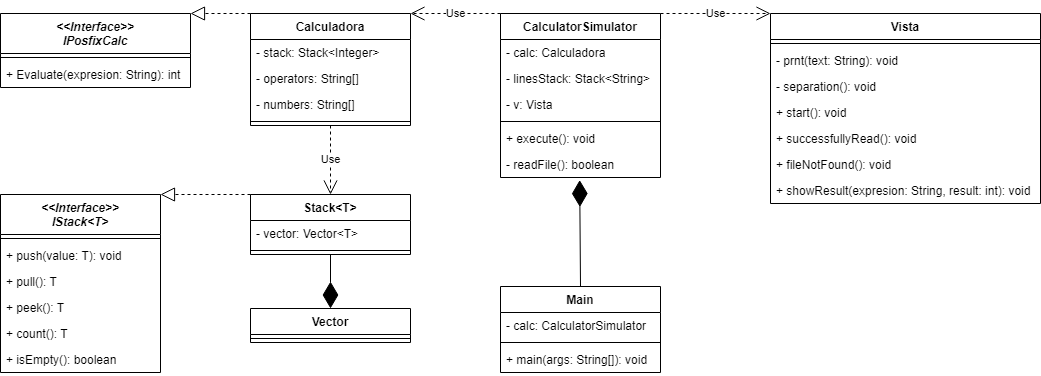 <<Interface>>
IPosfixCalc
+ Evaluate(expresion: String): int
Calculadora
- stack: Stack<Integer>
- operators: String[]
- numbers: String[]
Use
CalculatorSimulator
- calc: Calculadora
- linesStack: Stack<String>
- v: Vista
+ execute(): void
- readFile(): boolean
Use
Vista
- prnt(text: String): void
- separation(): void
+ start(): void
+ successfullyRead(): void
+ fileNotFound(): void
+ showResult(expresion: String, result: int): void
Use
<<Interface>>
IStack<T>
+ push(value: T): void
+ pull(): T
+ peek(): T
+ count(): T
+ isEmpty(): boolean
Stack<T>
- vector: Vector<T>
Vector
Main
- calc: CalculatorSimulator
+ main(args: String[]): void